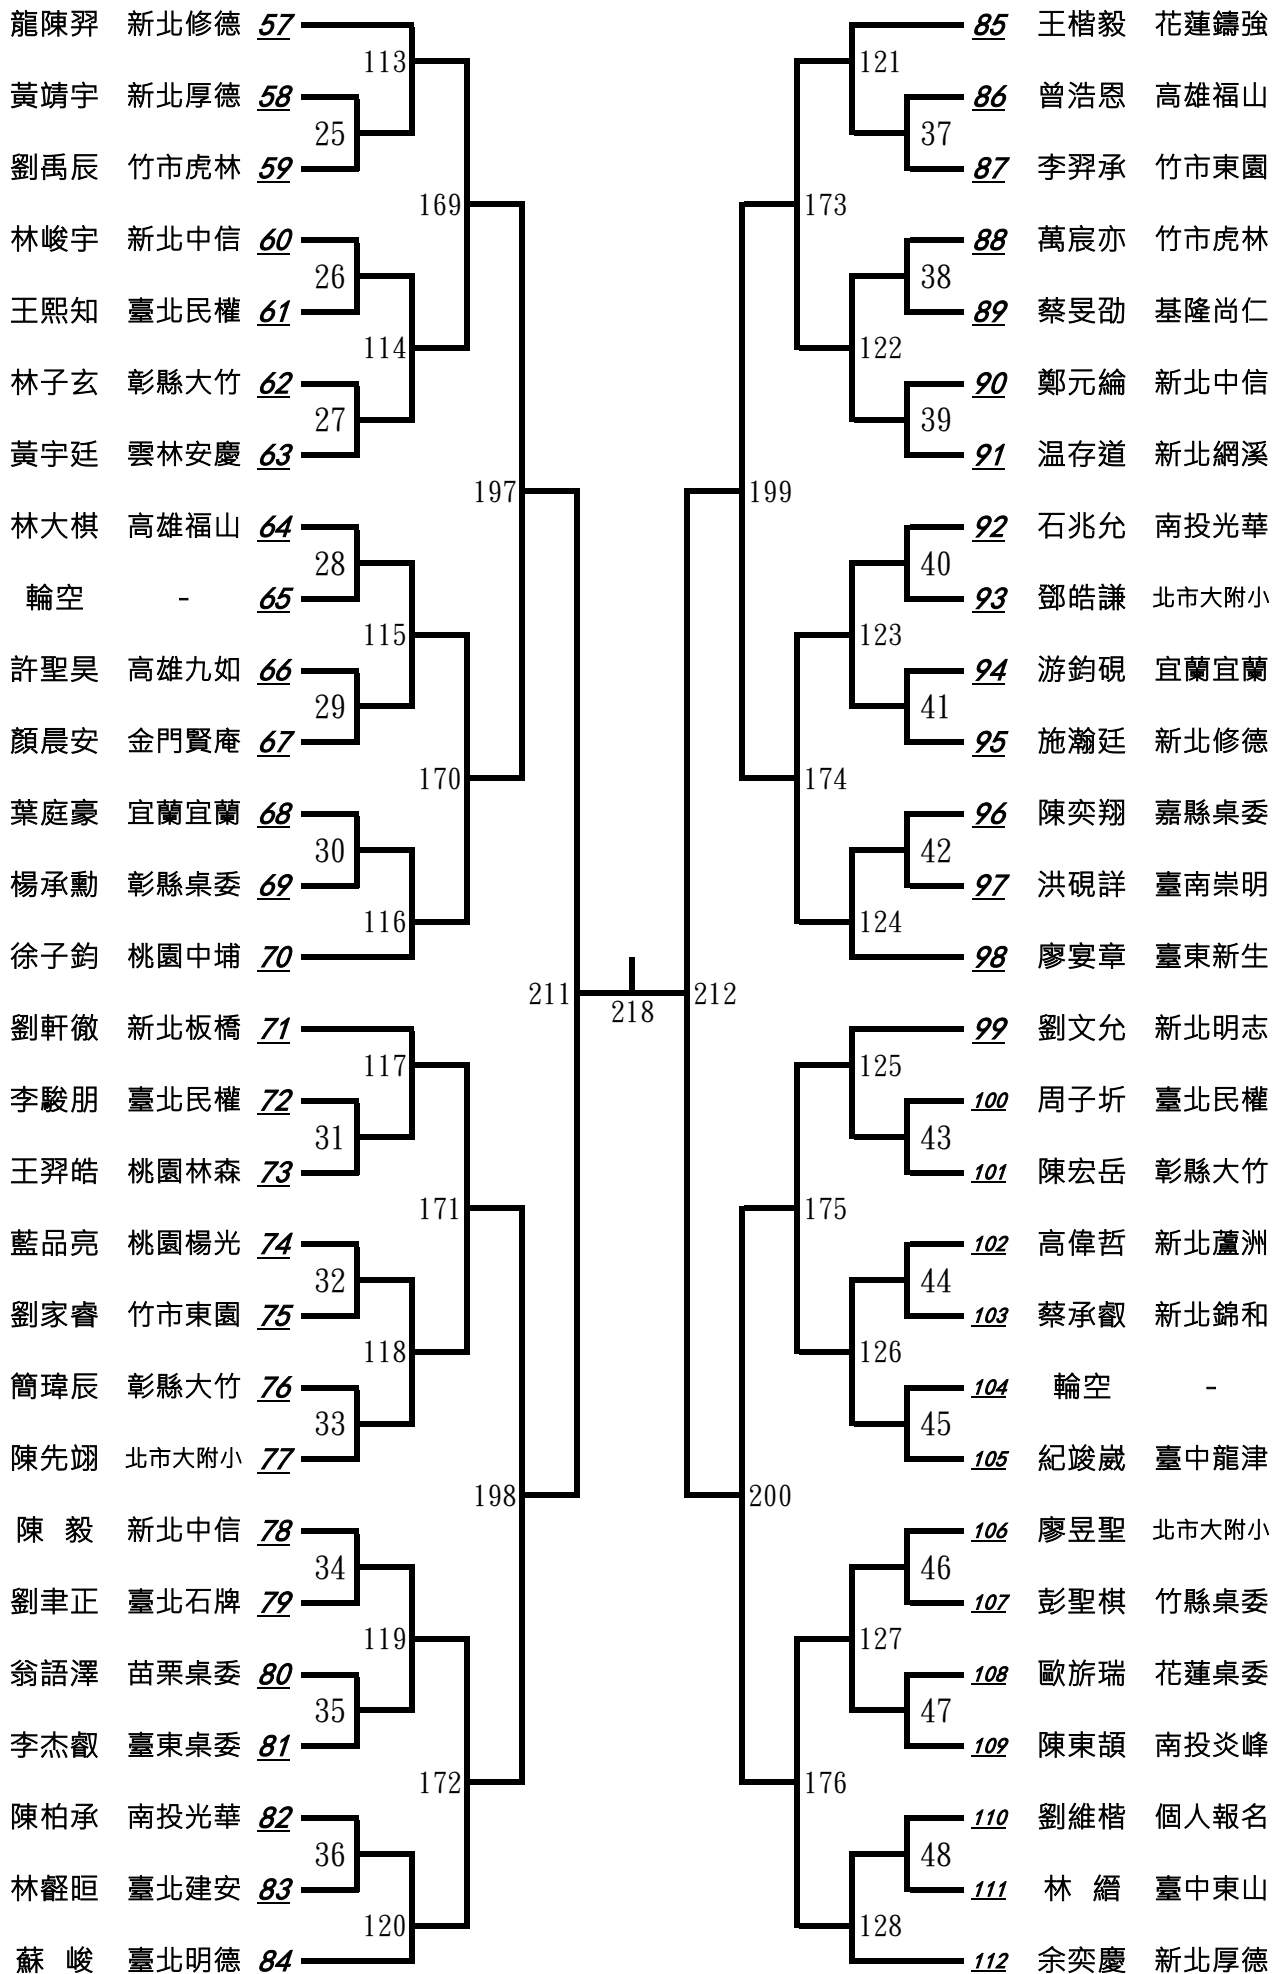 龍陳羿 新北修德 57
113
黃靖宇 新北厚德 58
25
劉禹辰 竹市虎林 59
169
林峻宇 新北中信 60
26
王熙知 臺北民權 61
114
林子玄 彰縣大竹 62
27
黃宇廷 雲林安慶 63
197
林大棋 高雄福山 64
28
輪空 - 65
115
許聖昊 高雄九如 66
29
顏晨安 金門賢庵 67
170
葉庭豪 宜蘭宜蘭 68
30
楊承勳 彰縣桌委 69
116
徐子鈞 桃園中埔 70
211
218
劉軒徹 新北板橋 71
117
李駿朋 臺北民權 72
31
王羿皓 桃園林森 73
171
藍品亮 桃園楊光 74
32
劉家睿 竹市東園 75
118
簡瑋辰 彰縣大竹 76
33
陳先翊 北市大附小 77
198
陳 毅 新北中信 78
34
劉聿正 臺北石牌 79
119
翁語澤 苗栗桌委 80
35
李杰叡 臺東桌委 81
172
陳柏承 南投光華 82
36
林叡晅 臺北建安 83
120
蘇 峻 臺北明德 84
85 王楷毅 花蓮鑄強
121
86 曾浩恩 高雄福山
37
87 李羿承 竹市東園
173
88 萬宸亦 竹市虎林
38
89 蔡旻劭 基隆尚仁
122
90 鄭元綸 新北中信
39
91 温存道 新北網溪
199
92 石兆允 南投光華
40
93 鄧皓謙 北市大附小
123
94 游鈞硯 宜蘭宜蘭
41
95 施瀚廷 新北修德
174
96 陳奕翔 嘉縣桌委
42
97 洪硯詳 臺南崇明
124
98 廖宴章 臺東新生
212
99 劉文允 新北明志
125
100 周子圻 臺北民權
43
101 陳宏岳 彰縣大竹
175
102 高偉哲 新北蘆洲
44
103 蔡承叡 新北錦和
126
104 輪空 -
45
105 紀竣崴 臺中龍津
200
106 廖昱聖 北市大附小
46
107 彭聖棋 竹縣桌委
127
108 歐旂瑞 花蓮桌委
47
109 陳東頡 南投炎峰
176
110 劉維楷 個人報名
48
111 林 縉 臺中東山
128
112 余奕慶 新北厚德